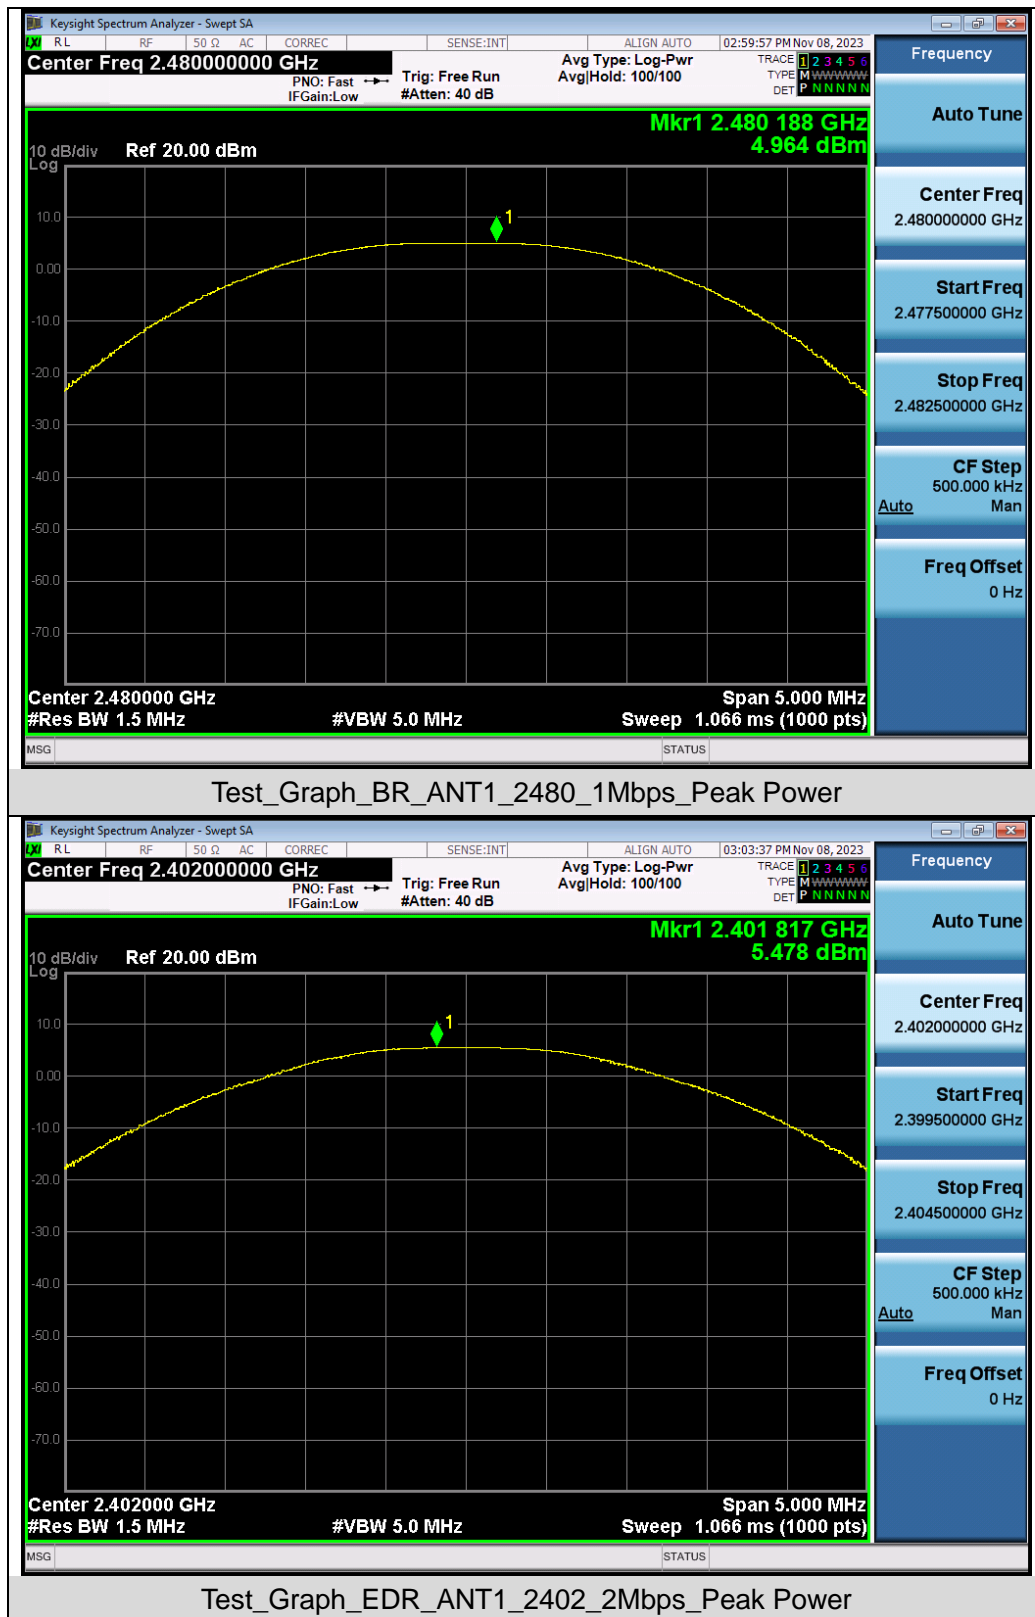 Keysight Spectrum Analyzer - Swept SA
LXI RL RF 50 Ω AC CORREC SENSE:INT ALIGN AUTO 02:59:57 PM Nov 08, 2023
Center Freq 2.480000000 GHz
PNO: Fast
IFGain:Low
Trig: Free Run
#Atten: 40 dB
Avg Type: Log-Pwr
Avg|Hold: 100/100
TRACE 1 2 3 4 5 6
TYPE M WWWWW
DET P N N N N N
Frequency
Mkr1 2.480 188 GHz
4.964 dBm
10 dB/div
Log
Ref 20.00 dBm
10.0
0.00
-10.0
-20.0
-30.0
-40.0
-50.0
-60.0
-70.0
Center 2.480000 GHz
#Res BW 1.5 MHz
#VBW 5.0 MHz
Span 5.000 MHz
Sweep 1.066 ms (1000 pts)
Auto Tune
Center Freq
2.480000000 GHz
Start Freq
2.477500000 GHz
Stop Freq
2.482500000 GHz
CF Step
500.000 kHz
Auto Man
Freq Offset
0 Hz
MSG STATUS
Test_Graph_BR_ANT1_2480_1Mbps_Peak Power
Keysight Spectrum Analyzer - Swept SA
LXI RL RF 50 Ω AC CORREC SENSE:INT ALIGN AUTO 03:03:37 PM Nov 08, 2023
Center Freq 2.402000000 GHz
PNO: Fast
IFGain:Low
Trig: Free Run
#Atten: 40 dB
Avg Type: Log-Pwr
Avg|Hold: 100/100
TRACE 1 2 3 4 5 6
TYPE M WWWWW
DET P N N N N N
Frequency
Mkr1 2.401 817 GHz
5.478 dBm
10 dB/div
Log
Ref 20.00 dBm
10.0
0.00
-10.0
-20.0
-30.0
-40.0
-50.0
-60.0
-70.0
Center 2.402000 GHz
#Res BW 1.5 MHz
#VBW 5.0 MHz
Span 5.000 MHz
Sweep 1.066 ms (1000 pts)
Auto Tune
Center Freq
2.402000000 GHz
Start Freq
2.399500000 GHz
Stop Freq
2.404500000 GHz
CF Step
500.000 kHz
Auto Man
Freq Offset
0 Hz
MSG STATUS
Test_Graph_EDR_ANT1_2402_2Mbps_Peak Power